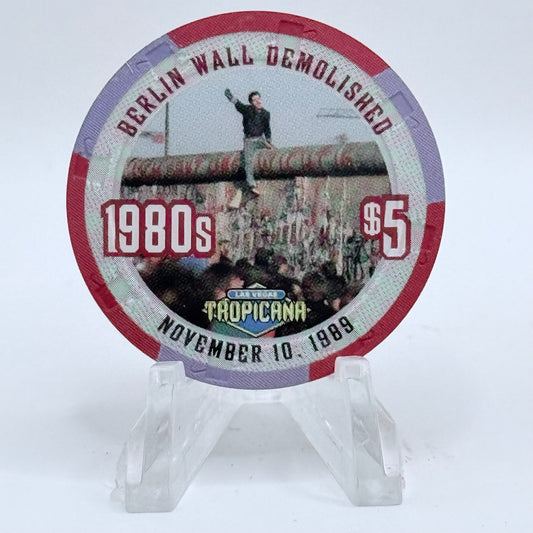 BERLIN WALL DEMOLISHED
1980s
$5
LAS VEGAS
TROPICANA
NOVEMBER 10, 1989